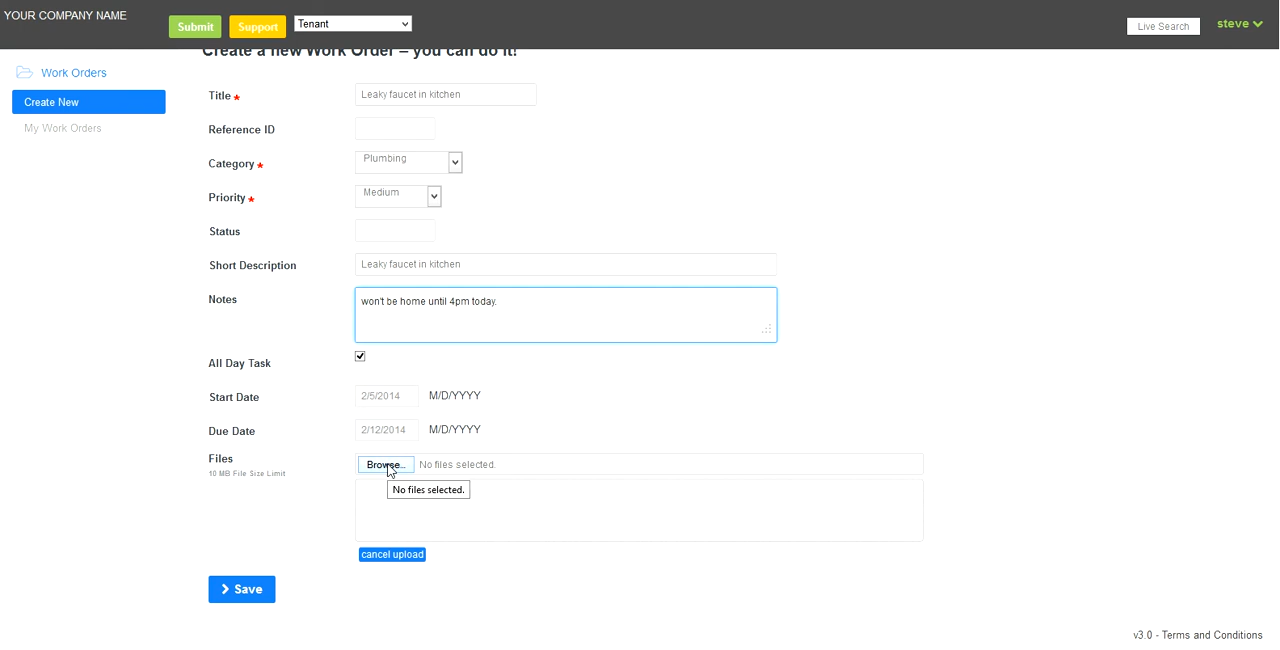 YOUR COMPANY NAME
Submit Support Tenant Live Search steve
Create a new Work Order – you can do it!
Work Orders
Create New
My Work Orders
Title * Leaky faucet in kitchen
Reference ID
Category * Plumbing
Priority * Medium
Status
Short Description Leaky faucet in kitchen
Notes won't be home until 4pm today.
All Day Task
Start Date 2/5/2014 M/D/YYYY
Due Date 2/12/2014 M/D/YYYY
Files Browse... No files selected.
10 MB File Size Limit
No files selected.
cancel upload
Save
v3.0 - Terms and Conditions